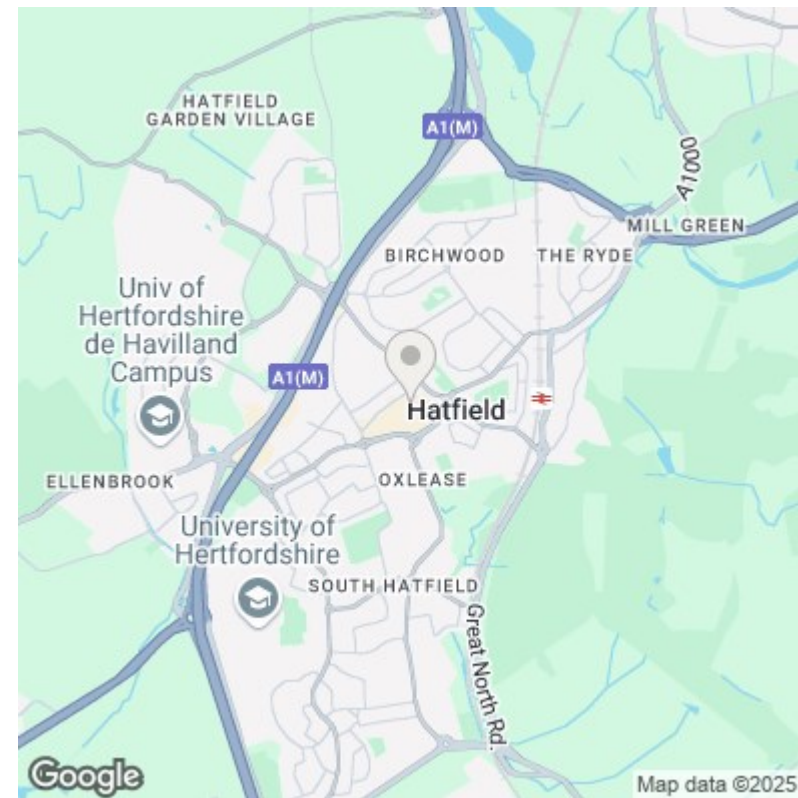 HATFIELD
GARDEN VILLAGE
A1(M)
A1000
MILL GREEN
BIRCHWOOD
THE RYDE
Univ of
Hertfordshire
de Havilland
Campus
A1(M)
Hatfield
ELLENBROOK
OXLEASE
University of
Hertfordshire
SOUTH HATFIELD
Great North Rd.
Google
Map data ©2025